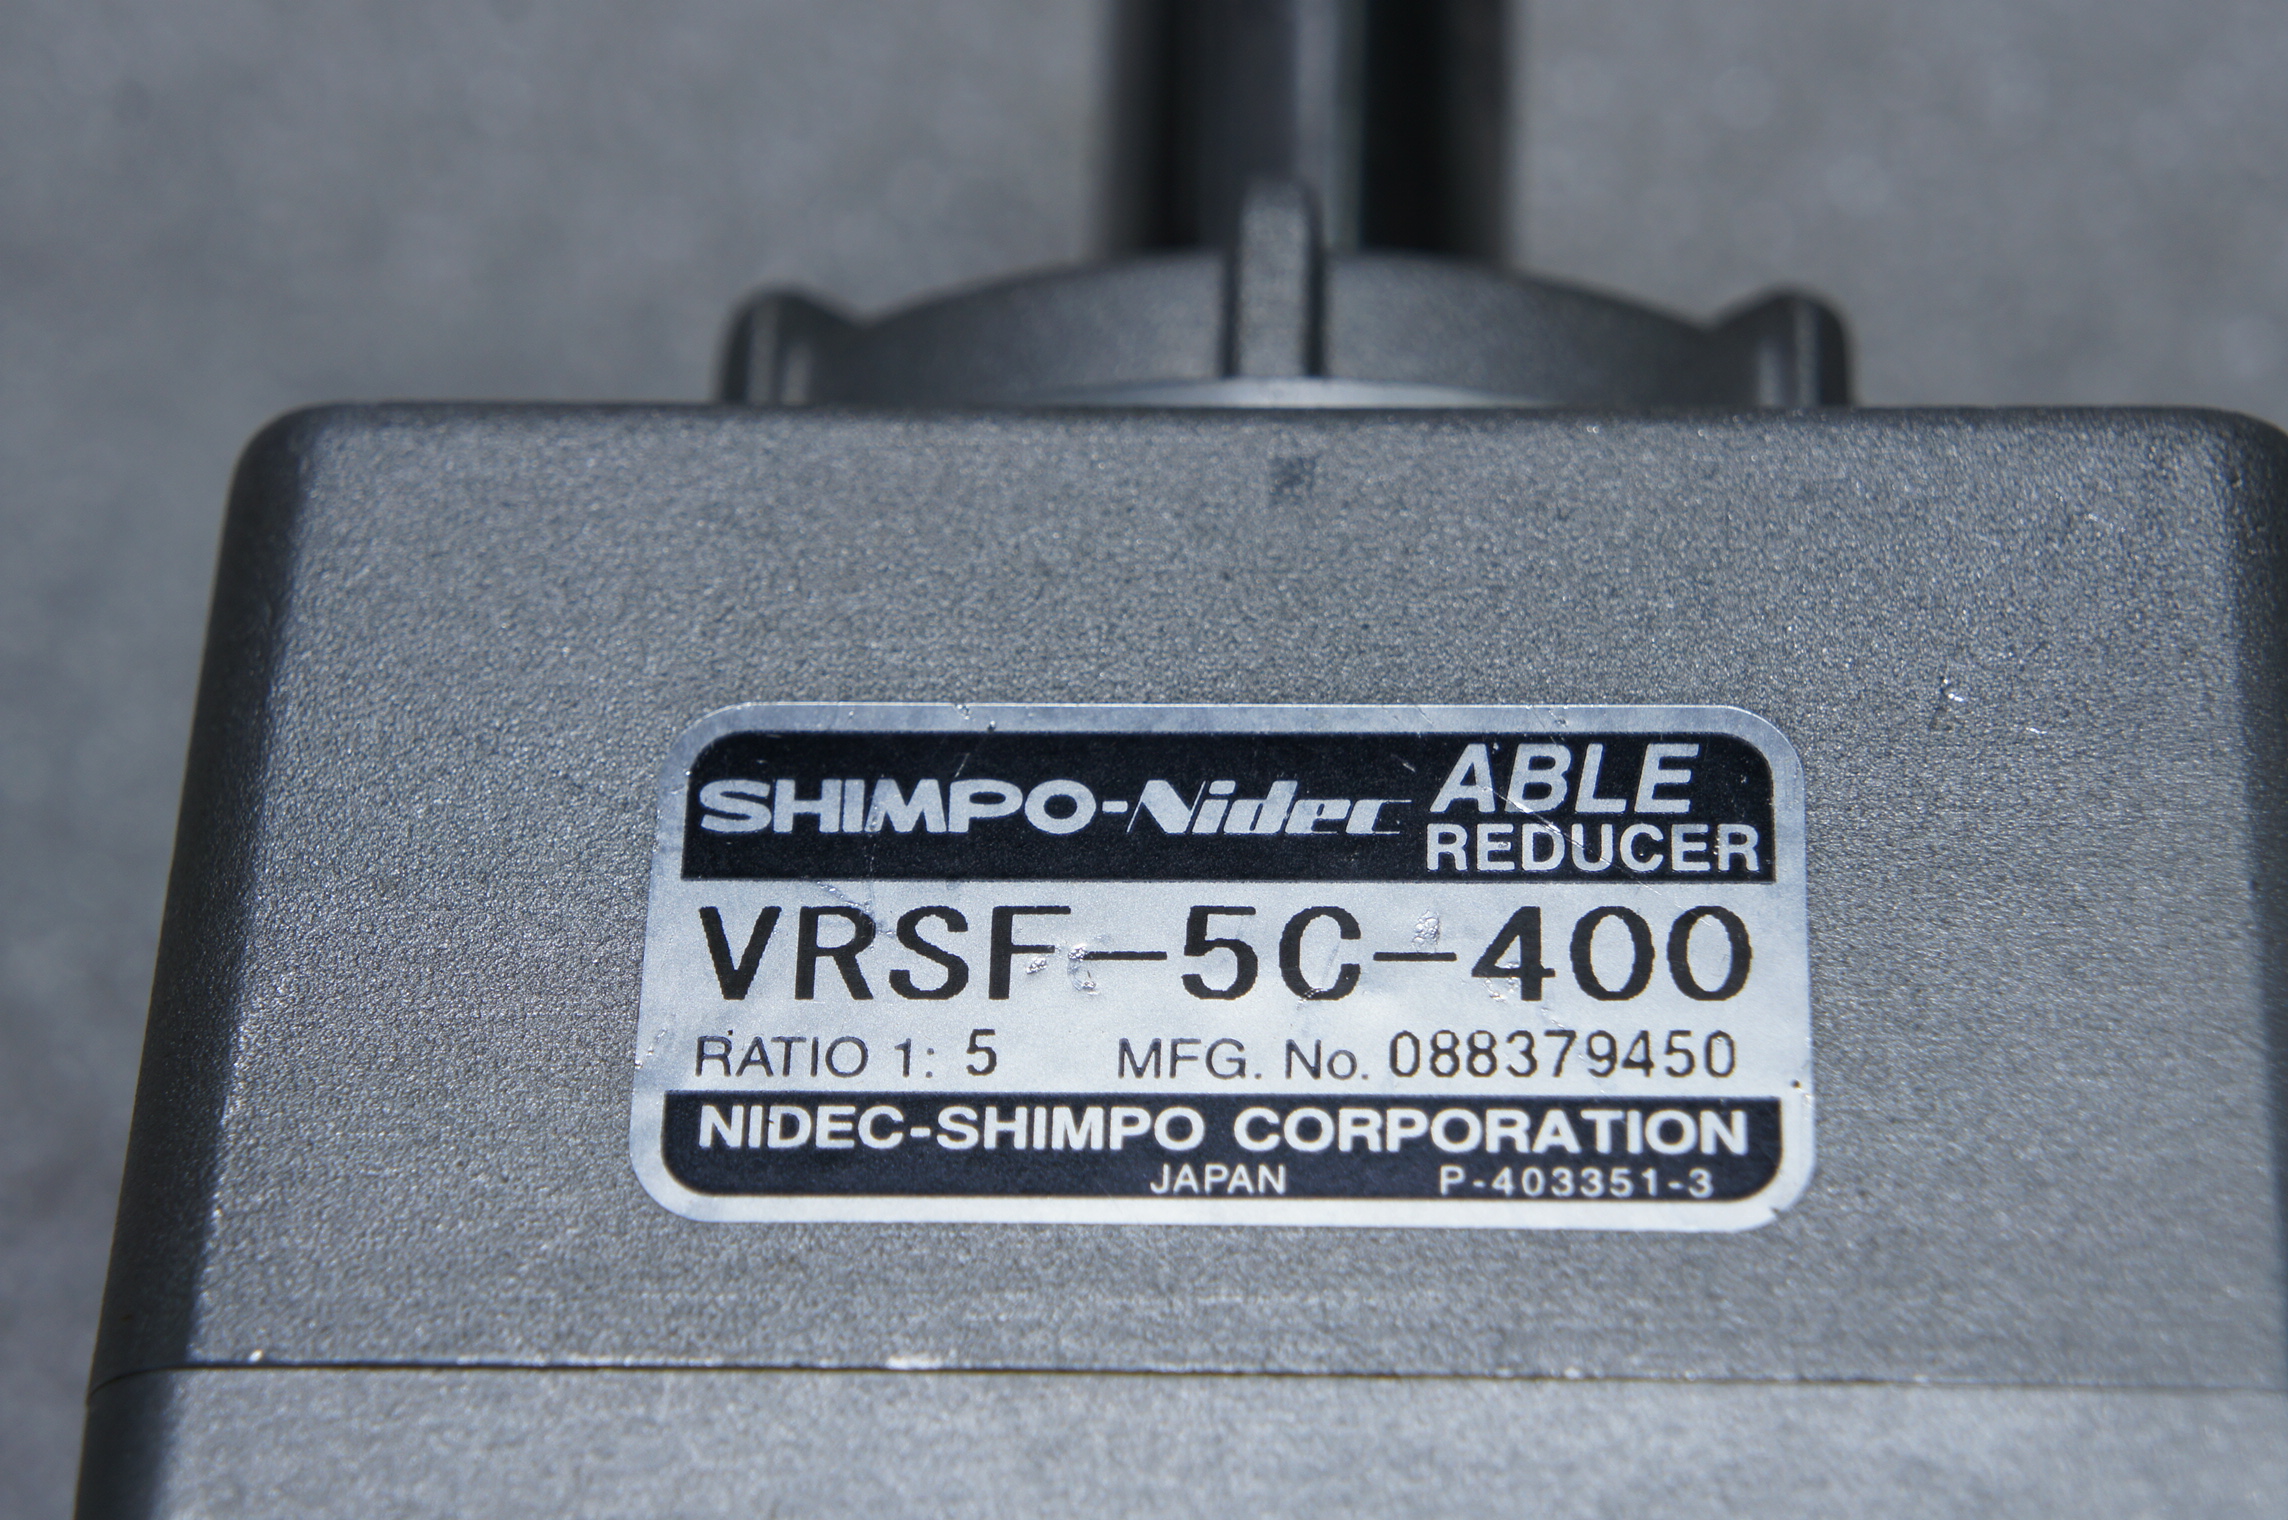 SHIMPO-Nidec ABLE REDUCER
VRSF-5C-400
RATIO 1: 5 MFG. No. 088379450
NIDEC-SHIMPO CORPORATION
JAPAN P-403351-3